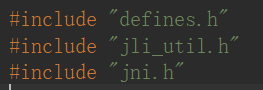 #include "defines.h"
#include "jli_util.h"
#include "jni.h"